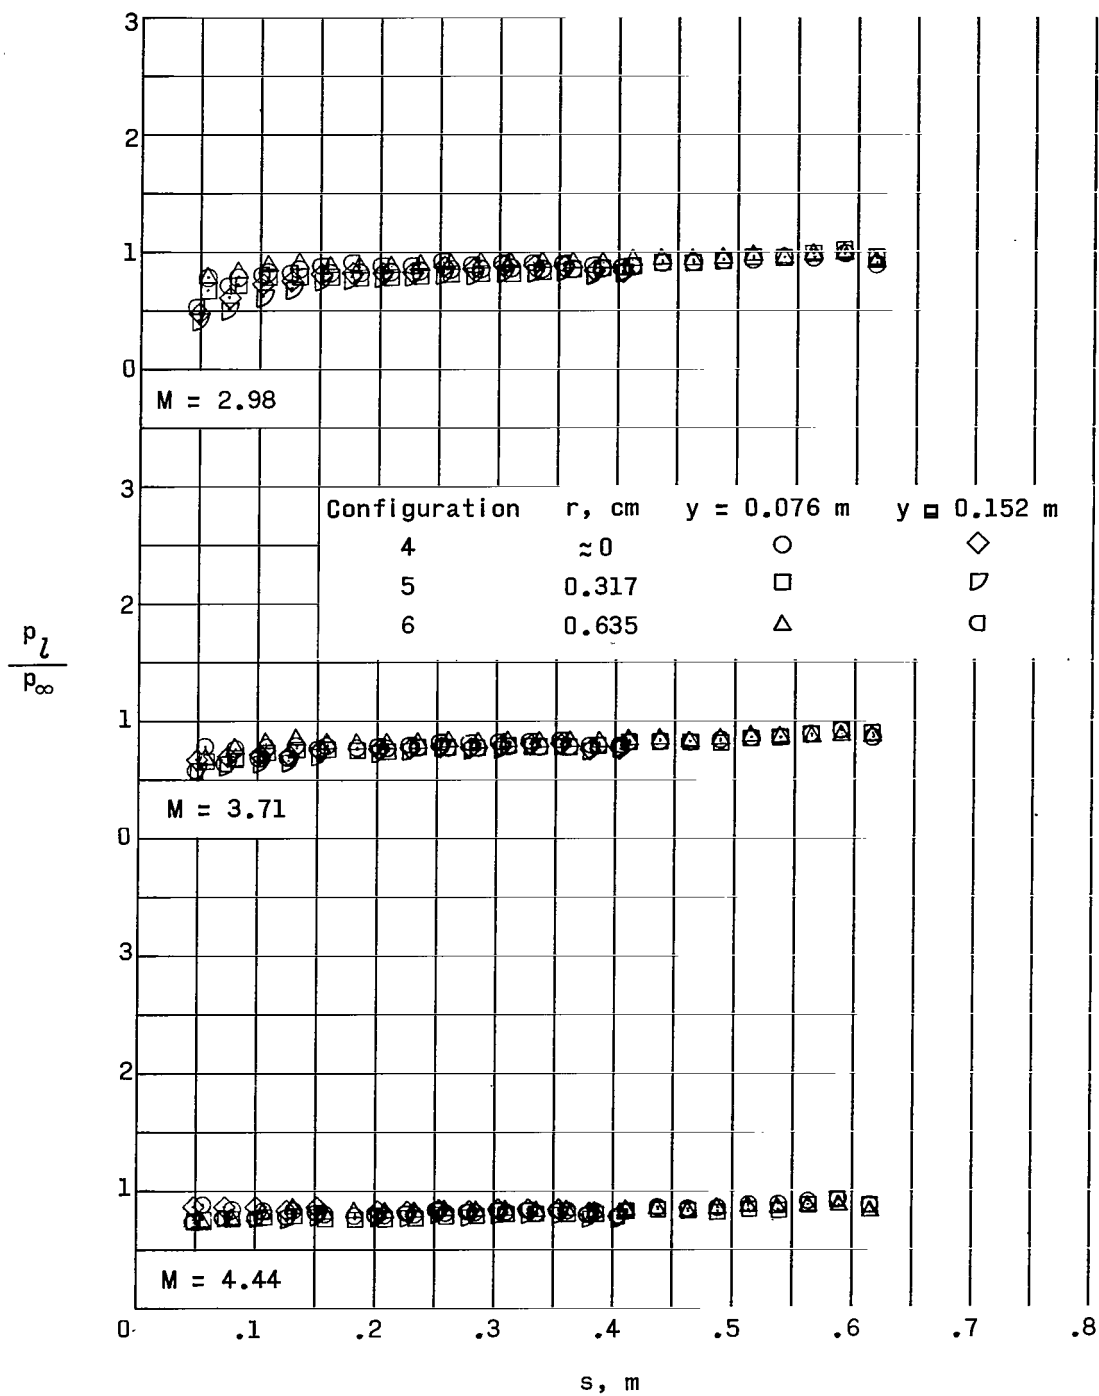 3
2
1
0
M = 2.98
3
Configuration r, cm y = 0.076 m y = 0.152 m
4 ≈0
5 0.317
6 0.635
2
p_l
p_∞
1
M = 3.71
0
3
2
1
M = 4.44
0 .1 .2 .3 .4 .5 .6 .7 .8
s, m